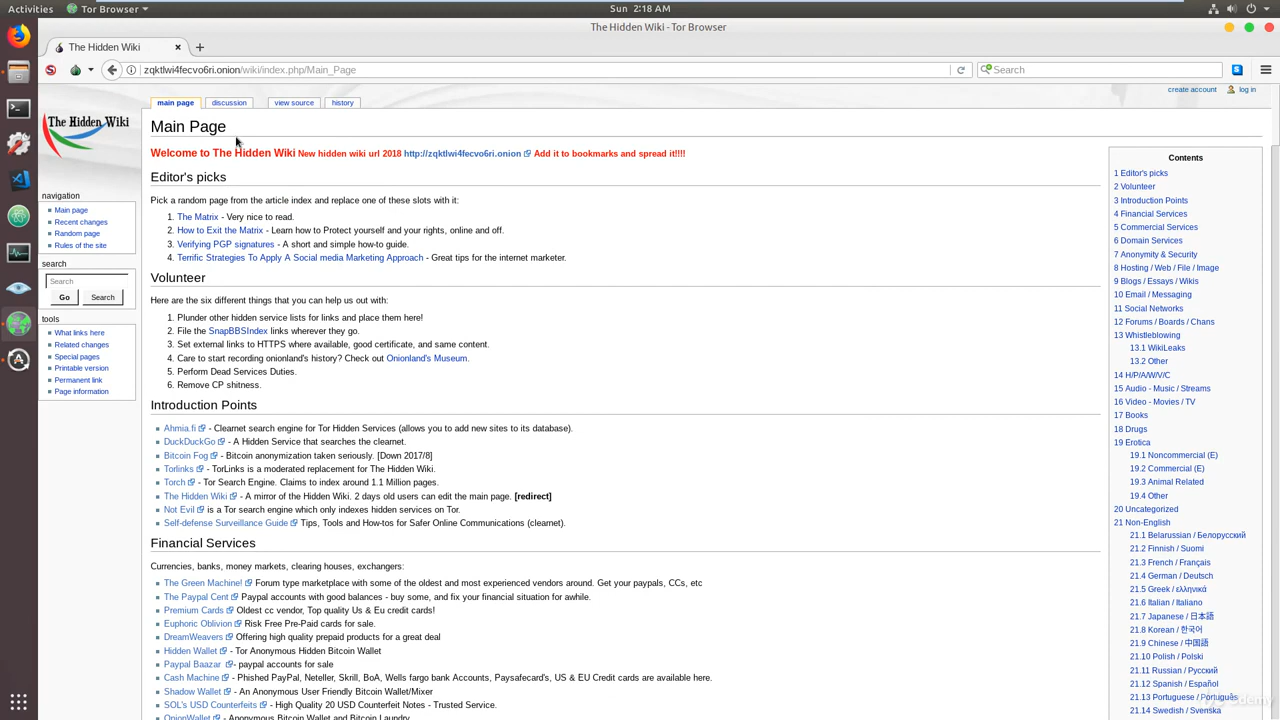 Tor Browser
Sun 2:18 AM
The Hidden Wiki - Tor Browser
The Hidden Wiki
zqktlwi4fecvo6ri.onion/wiki/index.php/Main_Page
Search
create account log in
main page discussion view source history
The Hidden Wiki
Main Page
Welcome to The Hidden Wiki New hidden wiki url 2018 http://zqktlwi4fecvo6ri.onion Add it to bookmarks and spread it!!!!
navigation
Main page
Recent changes
Random page
Rules of the site
search
Search
Go Search
tools
What links here
Related changes
Special pages
Printable version
Permanent link
Page information
Editor's picks
Pick a random page from the article index and replace one of these slots with it:
1. The Matrix - Very nice to read.
2. How to Exit the Matrix - Learn how to Protect yourself and your rights, online and off.
3. Verifying PGP signatures - A short and simple how-to guide.
4. Terrific Strategies To Apply A Social media Marketing Approach - Great tips for the internet marketer.
Volunteer
Here are the six different things that you can help us out with:
1. Plunder other hidden service lists for links and place them here!
2. File the SnapBBSIndex links wherever they go.
3. Set external links to HTTPS where available, good certificate, and same content.
4. Care to start recording onionland's history? Check out Onionland's Museum.
5. Perform Dead Services Duties.
6. Remove CP shitness.
Introduction Points
Ahmia.fi - Clearnet search engine for Tor Hidden Services (allows you to add new sites to its database).
DuckDuckGo - A Hidden Service that searches the clearnet.
Bitcoin Fog - Bitcoin anonymization taken seriously. [Down 2017/8]
Torlinks - TorLinks is a moderated replacement for The Hidden Wiki.
Torch - Tor Search Engine. Claims to index around 1.1 Million pages.
The Hidden Wiki - A mirror of the Hidden Wiki. 2 days old users can edit the main page. [redirect]
Not Evil is a Tor search engine which only indexes hidden services on Tor.
Self-defense Surveillance Guide Tips, Tools and How-tos for Safer Online Communications (clearnet).
Financial Services
Currencies, banks, money markets, clearing houses, exchangers:
The Green Machine! Forum type marketplace with some of the oldest and most experienced vendors around. Get your paypals, CCs, etc
The Paypal Cent Paypal accounts with good balances - buy some, and fix your financial situation for awhile.
Premium Cards Oldest cc vendor, Top quality Us & Eu credit cards!
Euphoric Oblivion Risk Free Pre-Paid cards for sale.
DreamWeavers Offering high quality prepaid products for a great deal
Hidden Wallet - Tor Anonymous Hidden Bitcoin Wallet
Paypal Baazar - paypal accounts for sale
Cash Machine - Phished PayPal, Neteller, Skrill, BoA, Wells fargo bank Accounts, Paysafecard's, US & EU Credit cards are available here.
Shadow Wallet - An Anonymous User Friendly Bitcoin Wallet/Mixer
SOL's USD Counterfeits - High Quality 20 USD Counterfeit Notes - Trusted Service.
OnionWallet - Anonymous Bitcoin Wallet and Bitcoin Laundry
Contents
1 Editor's picks
2 Volunteer
3 Introduction Points
4 Financial Services
5 Commercial Services
6 Domain Services
7 Anonymity & Security
8 Hosting / Web / File / Image
9 Blogs / Essays / Wikis
10 Email / Messaging
11 Social Networks
12 Forums / Boards / Chans
13 Whistleblowing
13.1 WikiLeaks
13.2 Other
14 H/P/A/W/V/C
15 Audio - Music / Streams
16 Video - Movies / TV
17 Books
18 Drugs
19 Erotica
19.1 Noncommercial (E)
19.2 Commercial (E)
19.3 Animal Related
19.4 Other
20 Uncategorized
21 Non-English
21.1 Belarussian / Белорусский
21.2 Finnish / Suomi
21.3 French / Français
21.4 German / Deutsch
21.5 Greek / ελληνικά
21.6 Italian / Italiano
21.7 Japanese / 日本語
21.8 Korean / 한국어
21.9 Chinese / 中国語
21.10 Polish / Polski
21.11 Russian / Русский
21.12 Spanish / Español
21.13 Portuguese / Português
21.14 Swedish / Svenska
Udemy